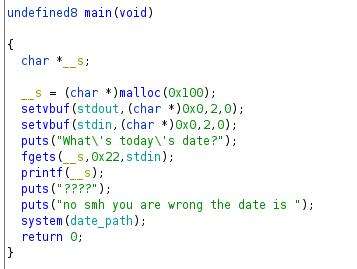 undefined8 main(void)
{
char *__s;
__s = (char *)malloc(0x100);
setvbuf(stdout,(char *)0x0,2,0);
setvbuf(stdin,(char *)0x0,2,0);
puts("What\'s today\'s date?");
fgets(__s,0x22,stdin);
printf(__s);
puts("????");
puts("no smh you are wrong the date is ");
system(date_path);
return 0;
}